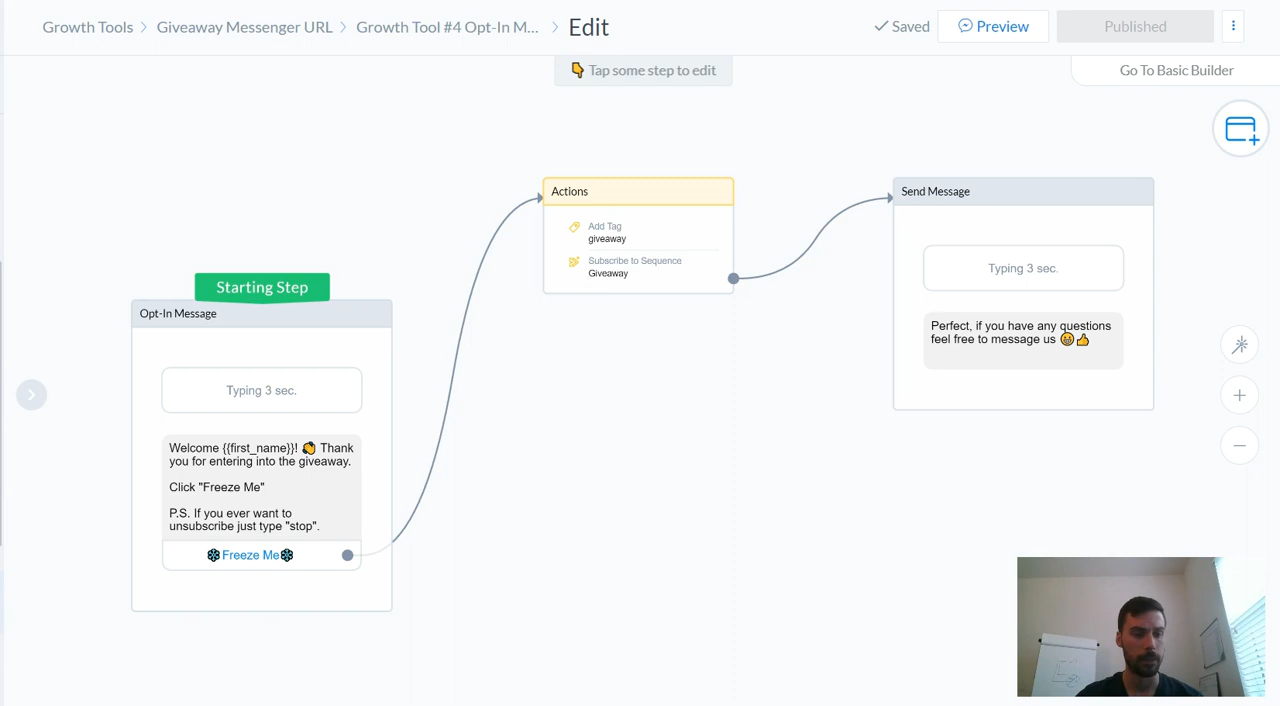 Growth Tools > Giveaway Messenger URL > Growth Tool #4 Opt-In M... > Edit
Saved
Preview
Published
👇 Tap some step to edit
Go To Basic Builder
Actions
Add Tag
giveaway
Subscribe to Sequence
Giveaway
Send Message
Typing 3 sec.
Perfect, if you have any questions
feel free to message us 😀👍
Starting Step
Opt-In Message
Typing 3 sec.
Welcome {{first_name}}! 👏 Thank
you for entering into the giveaway.
Click "Freeze Me"
P.S. If you ever want to
unsubscribe just type "stop".
❄Freeze Me❄